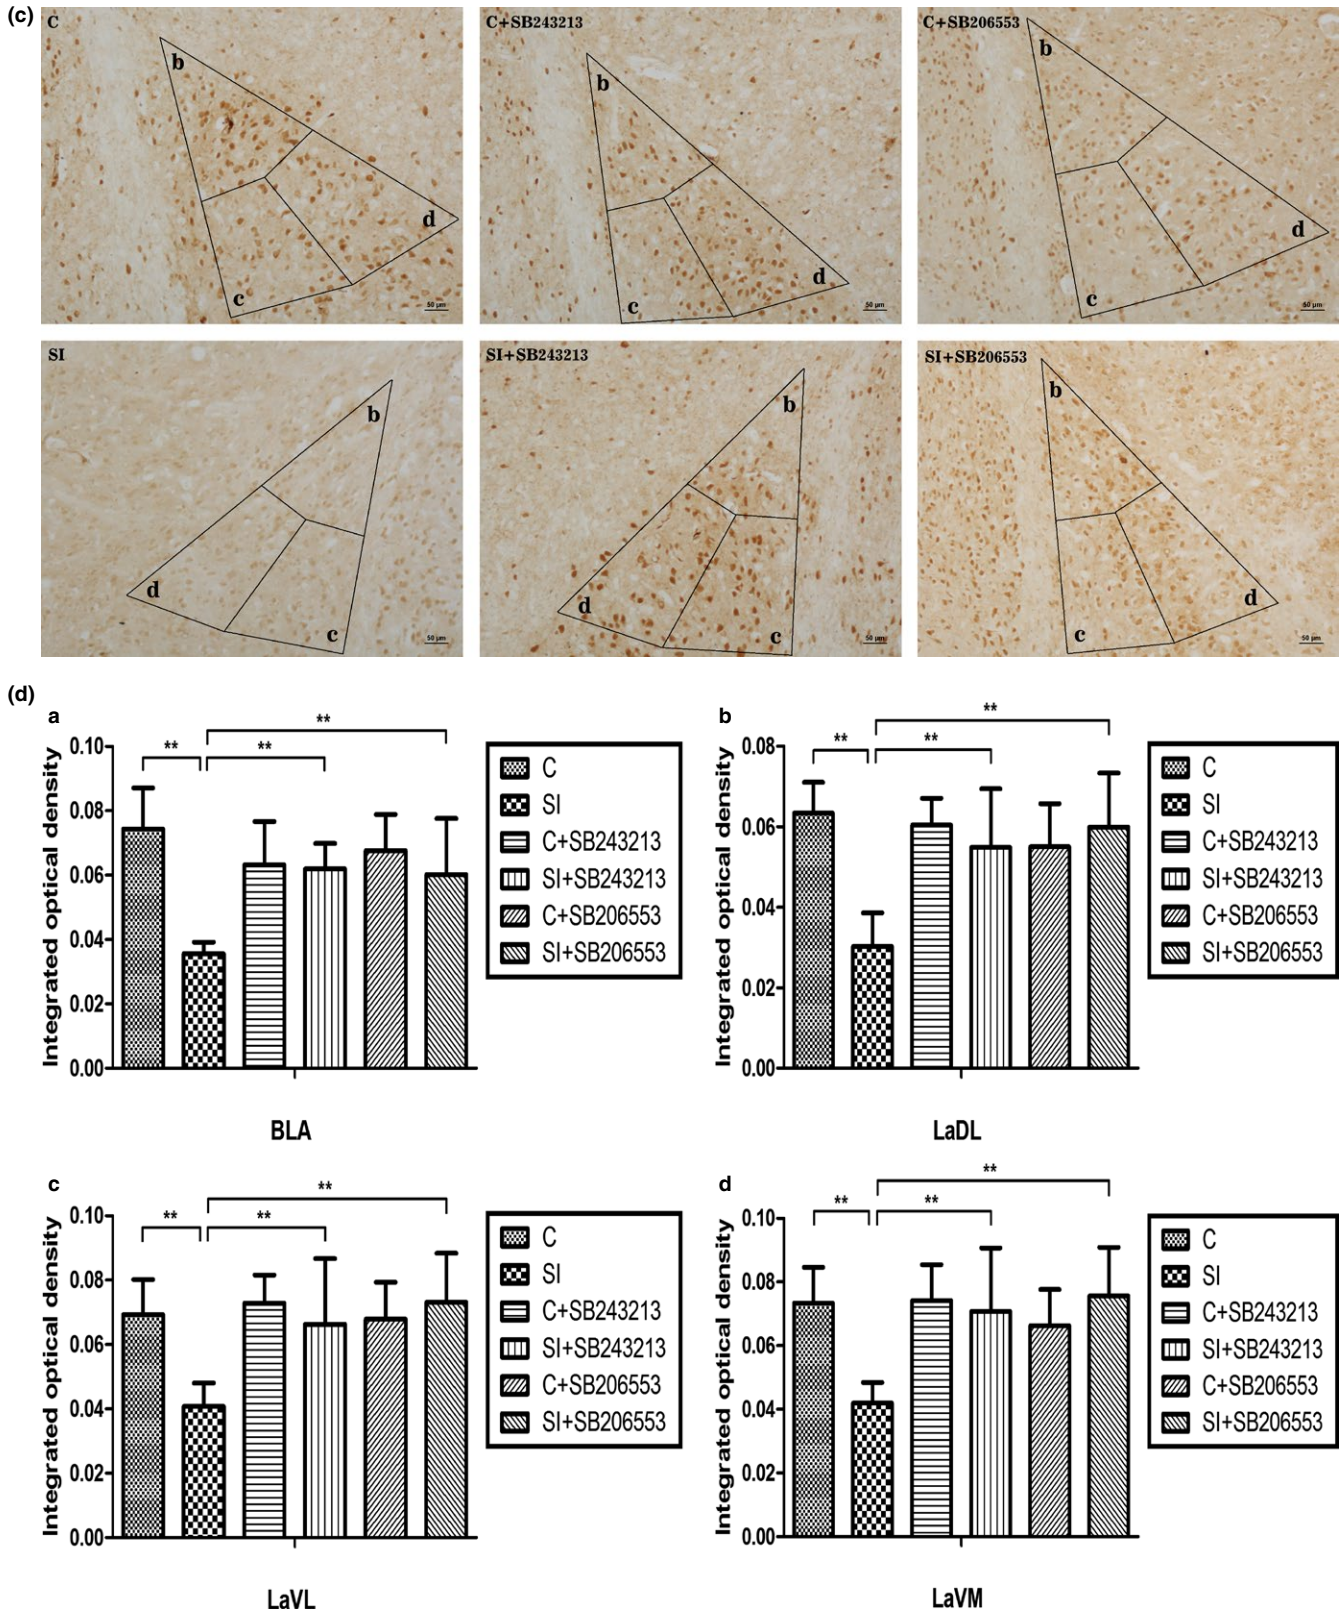 (c)
C
b
d
c
50 µm
C+SB243213
b
d
c
50 µm
C+SB206553
b
d
c
50 µm
SI
b
d
c
50 µm
SI+SB243213
b
d
c
50 µm
SI+SB206553
b
d
c
50 µm
(d)
a
**
**
**
Integrated optical density
0.10
0.08
0.06
0.04
0.02
0.00
BLA
C
SI
C+SB243213
SI+SB243213
C+SB206553
SI+SB206553
b
**
**
**
Integrated optical density
0.08
0.06
0.04
0.02
0.00
LaDL
C
SI
C+SB243213
SI+SB243213
C+SB206553
SI+SB206553
c
**
**
**
Integrated optical density
0.10
0.08
0.06
0.04
0.02
0.00
LaVL
C
SI
C+SB243213
SI+SB243213
C+SB206553
SI+SB206553
d
**
**
**
Integrated optical density
0.10
0.08
0.06
0.04
0.02
0.00
LaVM
C
SI
C+SB243213
SI+SB243213
C+SB206553
SI+SB206553